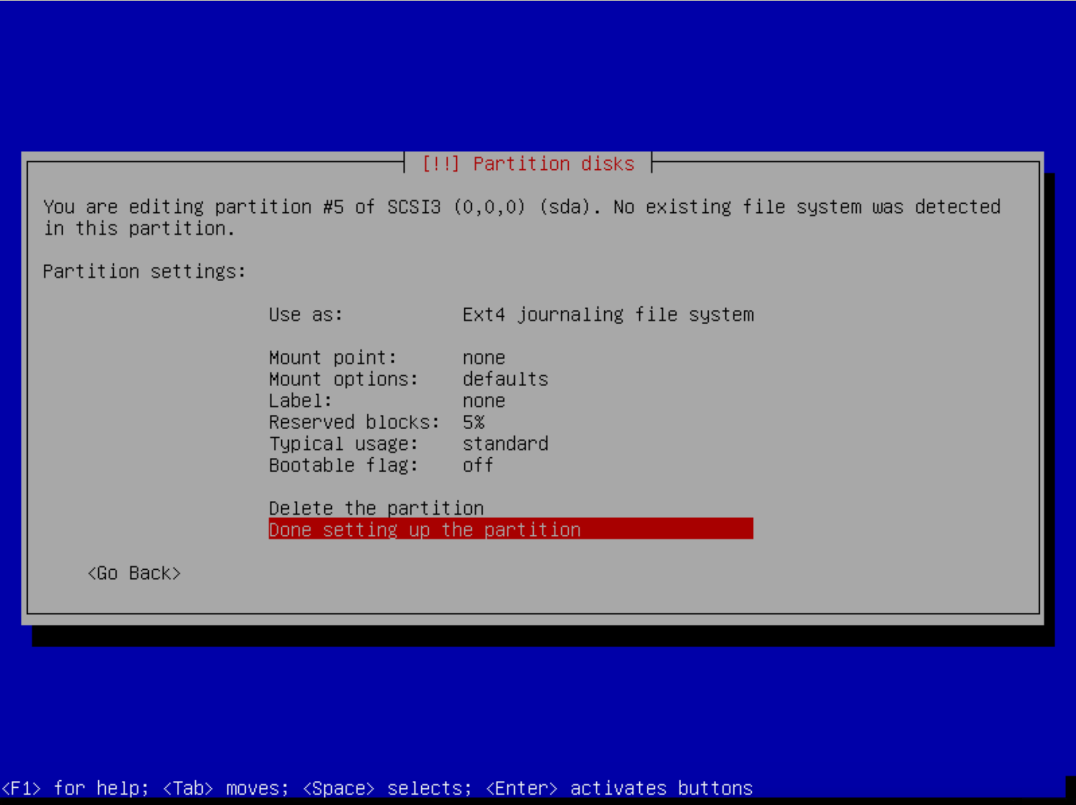 [!!] Partition disks
You are editing partition #5 of SCSI3 (0,0,0) (sda). No existing file system was detected
in this partition.
Partition settings:
Use as: Ext4 journaling file system
Mount point: none
Mount options: defaults
Label: none
Reserved blocks: 5%
Typical usage: standard
Bootable flag: off
Delete the partition
Done setting up the partition
<Go Back>
<F1> for help; <Tab> moves; <Space> selects; <Enter> activates buttons